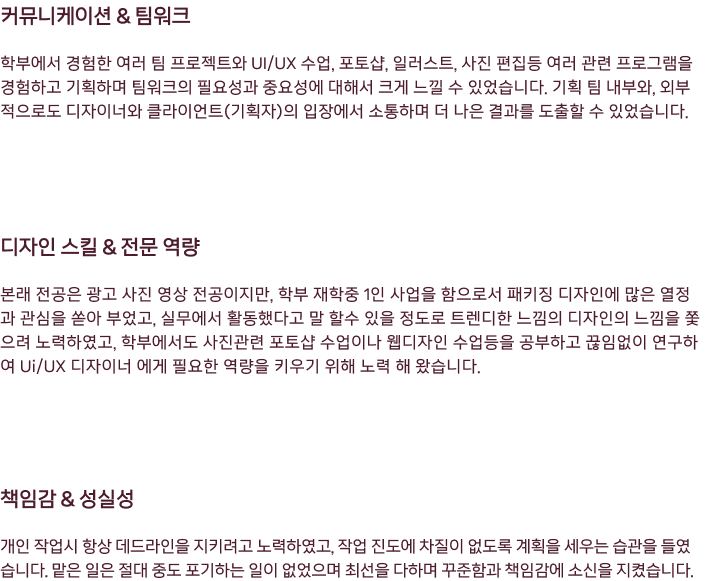 커뮤니케이션 & 팀워크
학부에서 경험한 여러 팀 프로젝트와 UI/UX 수업, 포토샵, 일러스트, 사진 편집등 여러 관련 프로그램을
경험하고 기획하며 팀워크의 필요성과 중요성에 대해서 크게 느낄 수 있었습니다. 기획 팀 내부와, 외부
적으로도 디자이너와 클라이언트(기획자)의 입장에서 소통하며 더 나은 결과를 도출할 수 있었습니다.
디자인 스킬 & 전문 역량
본래 전공은 광고 사진 영상 전공이지만, 학부 재학중 1인 사업을 함으로서 패키징 디자인에 많은 열정
과 관심을 쏟아 부었고, 실무에서 활동했다고 말 할수 있을 정도로 트렌디한 느낌의 디자인의 느낌을 쫓
으려 노력하였고, 학부에서도 사진관련 포토샵 수업이나 웹디자인 수업등을 공부하고 끊임없이 연구하
여 Ui/UX 디자이너 에게 필요한 역량을 키우기 위해 노력 해 왔습니다.
책임감 & 성실성
개인 작업시 항상 데드라인을 지키려고 노력하였고, 작업 진도에 차질이 없도록 계획을 세우는 습관을 들였
습니다. 맡은 일은 절대 중도 포기하는 일이 없었으며 최선을 다하며 꾸준함과 책임감에 소신을 지켰습니다.